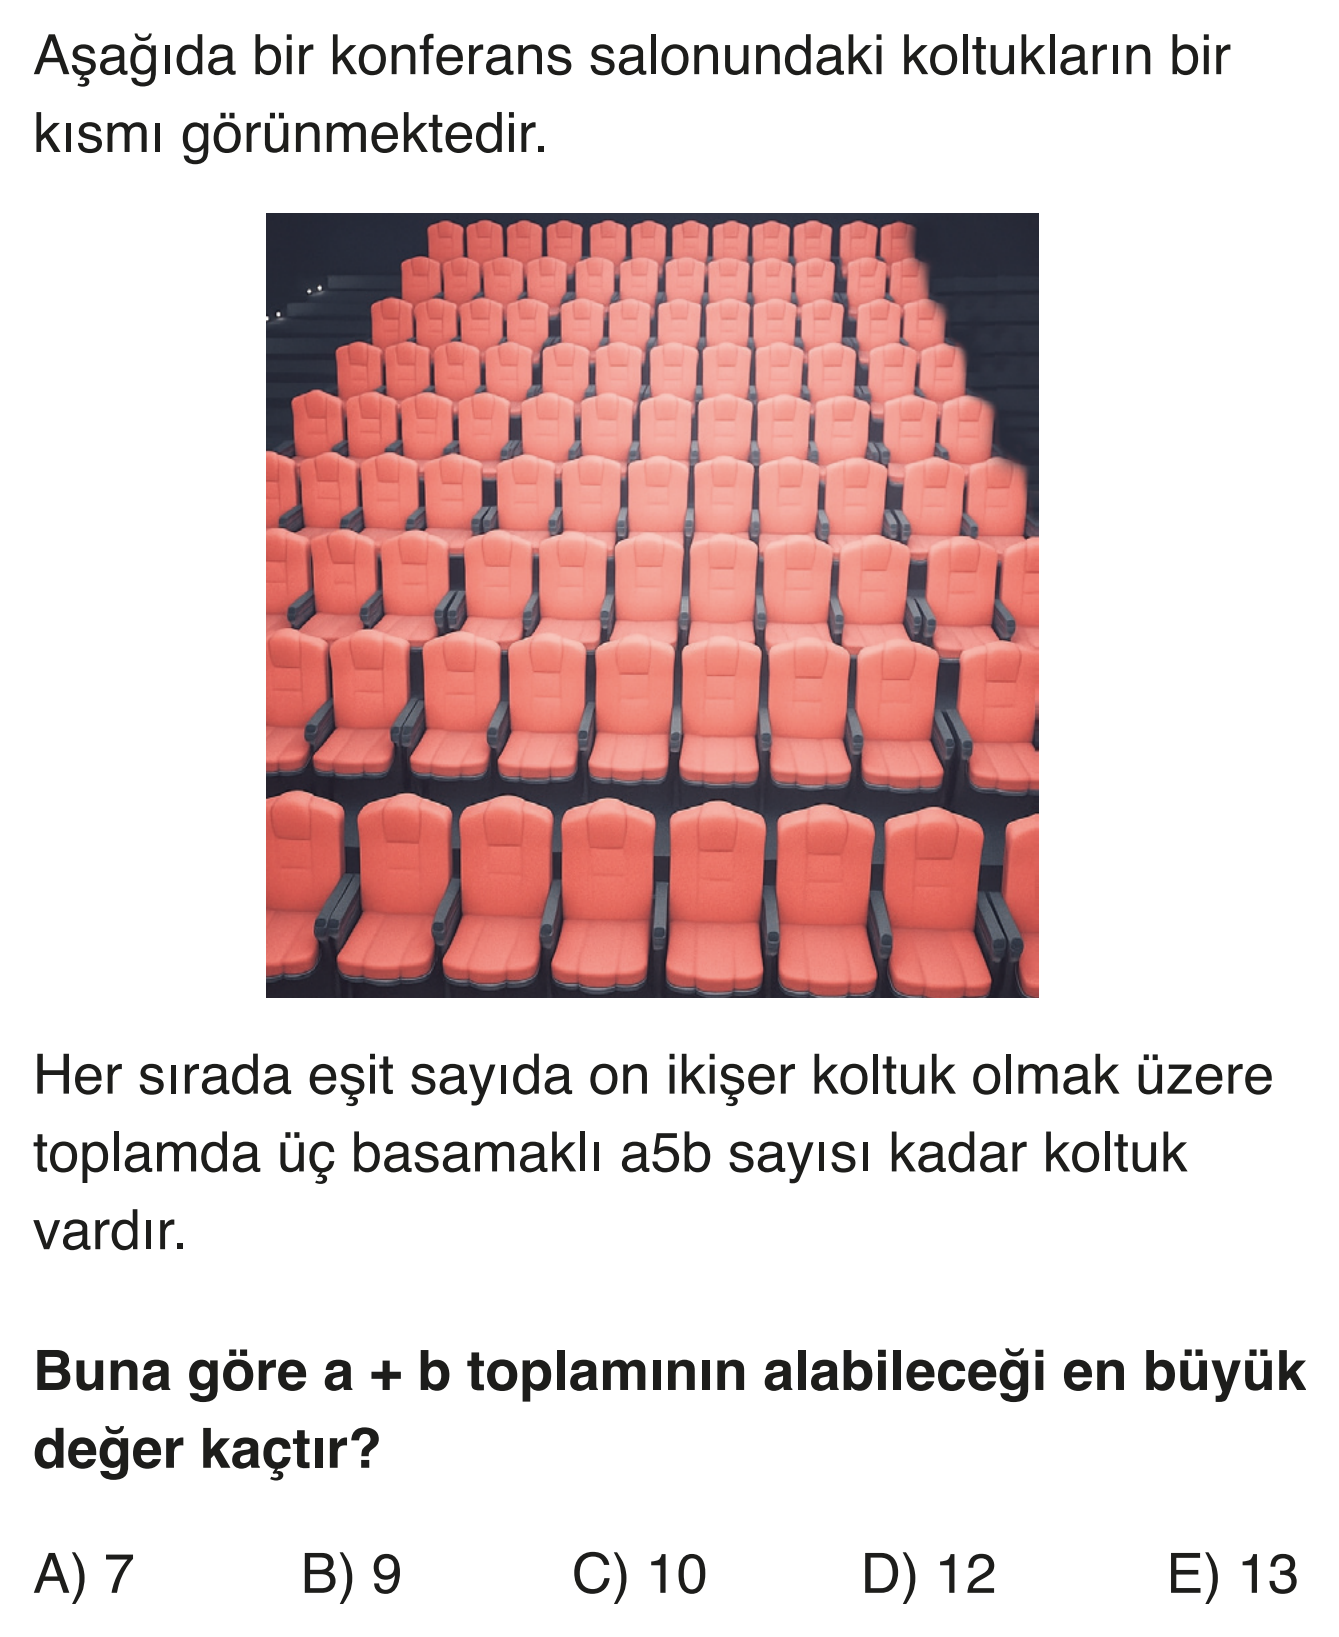 Aşağıda bir konferans salonundaki koltukların bir
kısmı görünmektedir.
Her sırada eşit sayıda on ikişer koltuk olmak üzere
toplamda üç basamaklı a5b sayısı kadar koltuk
vardır.
Buna göre a + b toplamının alabileceği en büyük
değer kaçtır?
A) 7 B) 9 C) 10 D) 12 E) 13